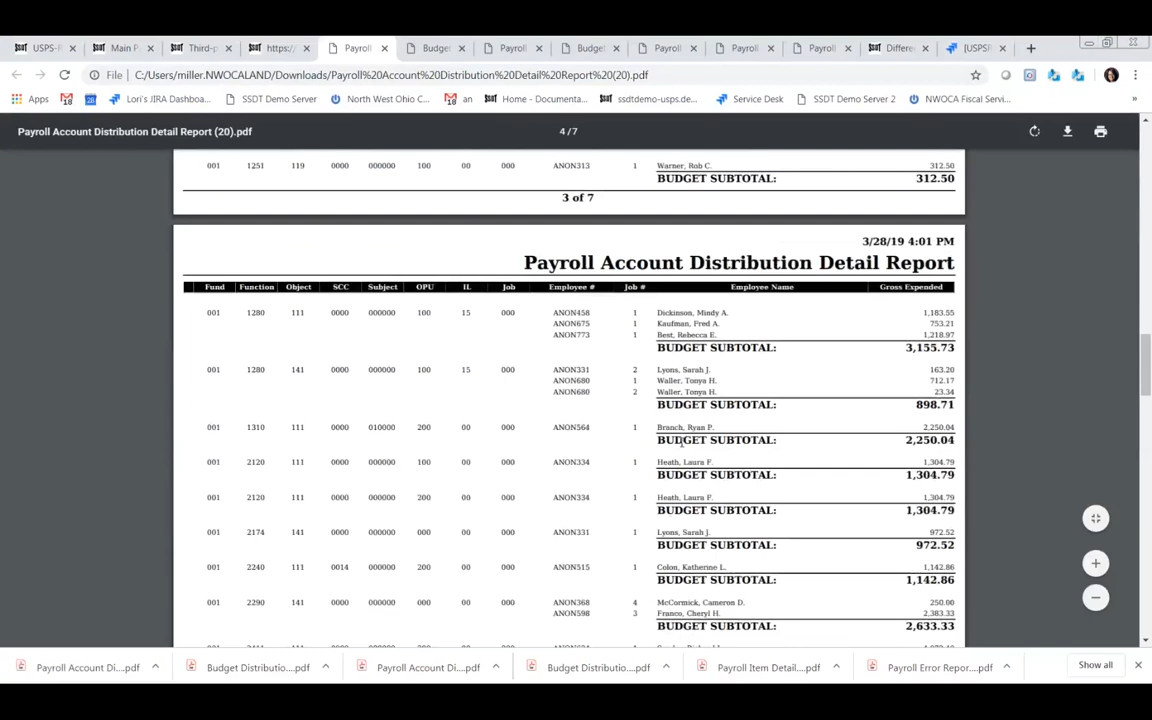 USPS-
Main P
Third-p
https:/
Payroll
Budget
Payroll
Budget
Payroll
Payroll
Payroll
Differe
[USPSF
File C:/Users/miller.NWOCALAND/Downloads/Payroll%20Account%20Distribution%20Detail%20Report%20(20).pdf
Apps
Lori's JIRA Dashboa...
SSDT Demo Server
North West Ohio C...
an
Home - Documenta...
ssdtdemo-usps.de...
Service Desk
SSDT Demo Server 2
NWOCA Fiscal Servi...
»
Payroll Account Distribution Detail Report (20).pdf 4 / 7
001 1251 119 0000 000000 100 00 000 ANON313 1 Warner, Rob C. 312.50
BUDGET SUBTOTAL: 312.50
3 of 7
3/28/19 4:01 PM
Payroll Account Distribution Detail Report
Fund Function Object SCC Subject OPU IL Job Employee # Job # Employee Name Gross Expended
001 1280 111 0000 000000 100 15 000 ANON458 1 Dickinson, Mindy A. 1,183.55
ANON675 1 Kaufman, Fred A. 753.21
ANON773 1 Best, Rebecca E. 1,218.97
BUDGET SUBTOTAL: 3,155.73
001 1280 141 0000 000000 100 15 000 ANON331 2 Lyons, Sarah J. 163.20
ANON680 1 Waller, Tonya H. 712.17
ANON680 2 Waller, Tonya H. 23.34
BUDGET SUBTOTAL: 898.71
001 1310 111 0000 010000 200 00 000 ANON564 1 Branch, Ryan P. 2,250.04
BUDGET SUBTOTAL: 2,250.04
001 2120 111 0000 000000 100 00 000 ANON334 1 Heath, Laura F. 1,304.79
BUDGET SUBTOTAL: 1,304.79
001 2120 111 0000 000000 200 00 000 ANON334 1 Heath, Laura F. 1,304.79
BUDGET SUBTOTAL: 1,304.79
001 2174 141 0000 000000 000 00 000 ANON331 1 Lyons, Sarah J. 972.52
BUDGET SUBTOTAL: 972.52
001 2240 111 0014 000000 200 00 000 ANON515 1 Colon, Katherine L. 1,142.86
BUDGET SUBTOTAL: 1,142.86
001 2290 141 0000 000000 000 00 000 ANON368 4 McCormick, Cameron D. 250.00
ANON598 3 Franco, Cheryl H. 2,383.33
BUDGET SUBTOTAL: 2,633.33
Payroll Account Di....pdf
Budget Distributio....pdf
Payroll Account Di....pdf
Budget Distributio....pdf
Payroll Item Detail....pdf
Payroll Error Repor....pdf
Show all